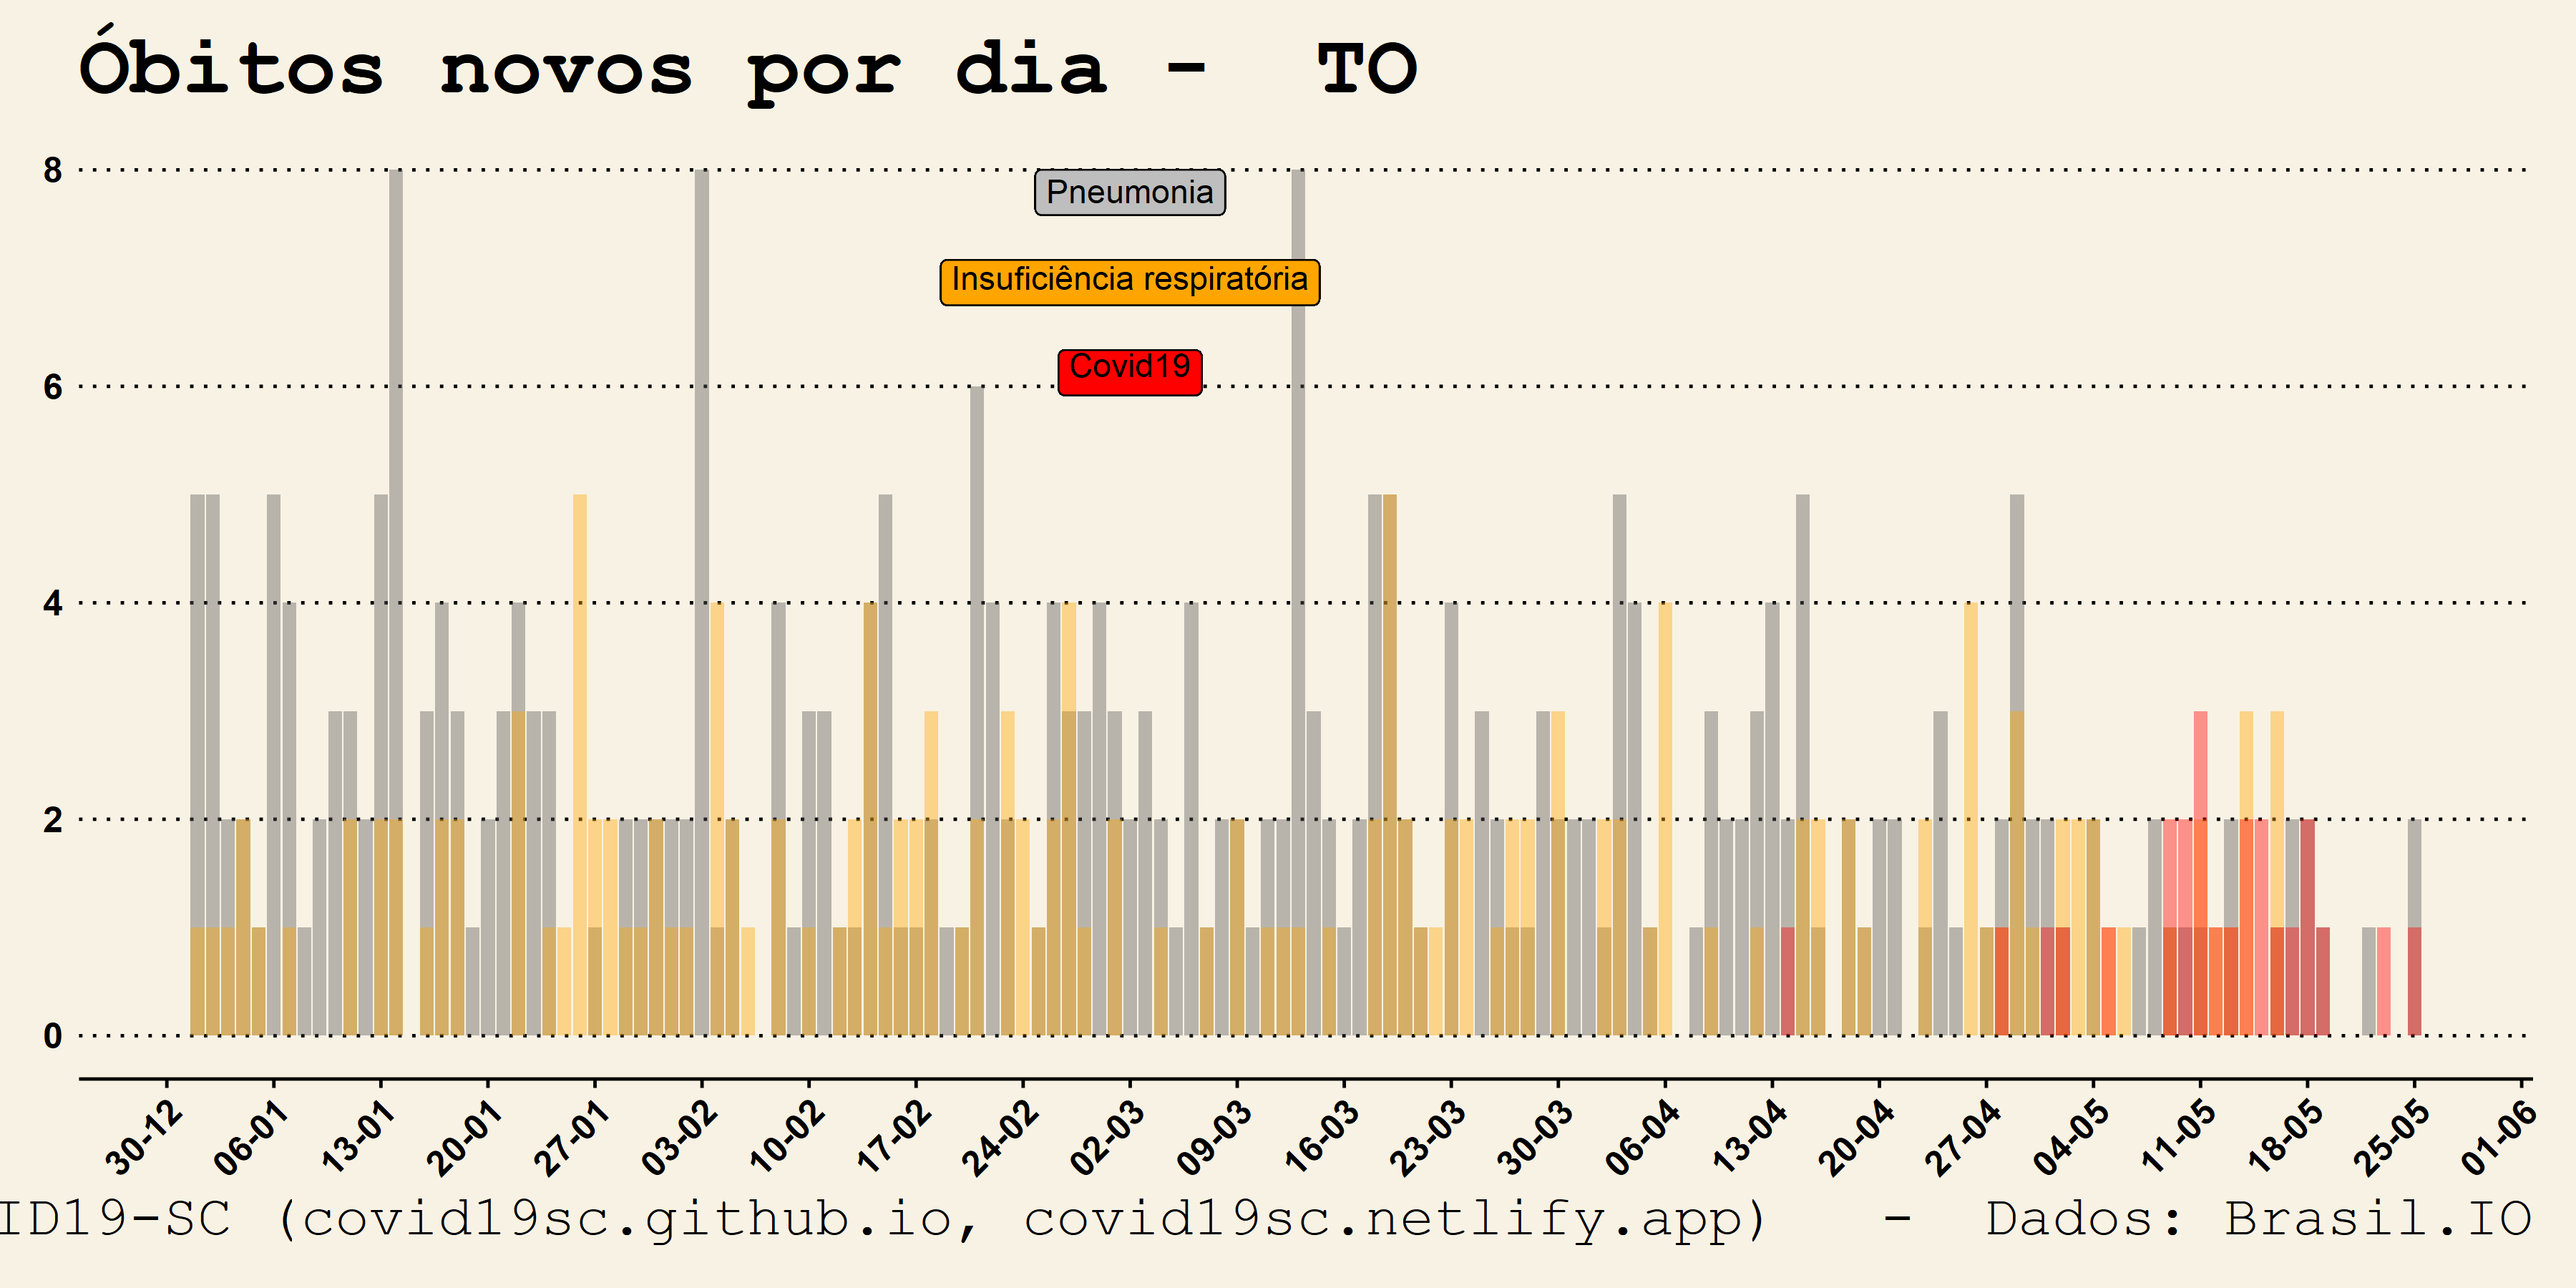 Óbitos novos por dia - TO
8
Pneumonia
Insuficiência respiratória
6
Covid19
4
2
0
30-12 06-01 13-01 20-01 27-01 03-02 10-02 17-02 24-02 02-03 09-03 16-03 23-03 30-03 06-04 13-04 20-04 27-04 04-05 11-05 18-05 25-05 01-06
ID19-SC (covid19sc.github.io, covid19sc.netlify.app) - Dados: Brasil.IO